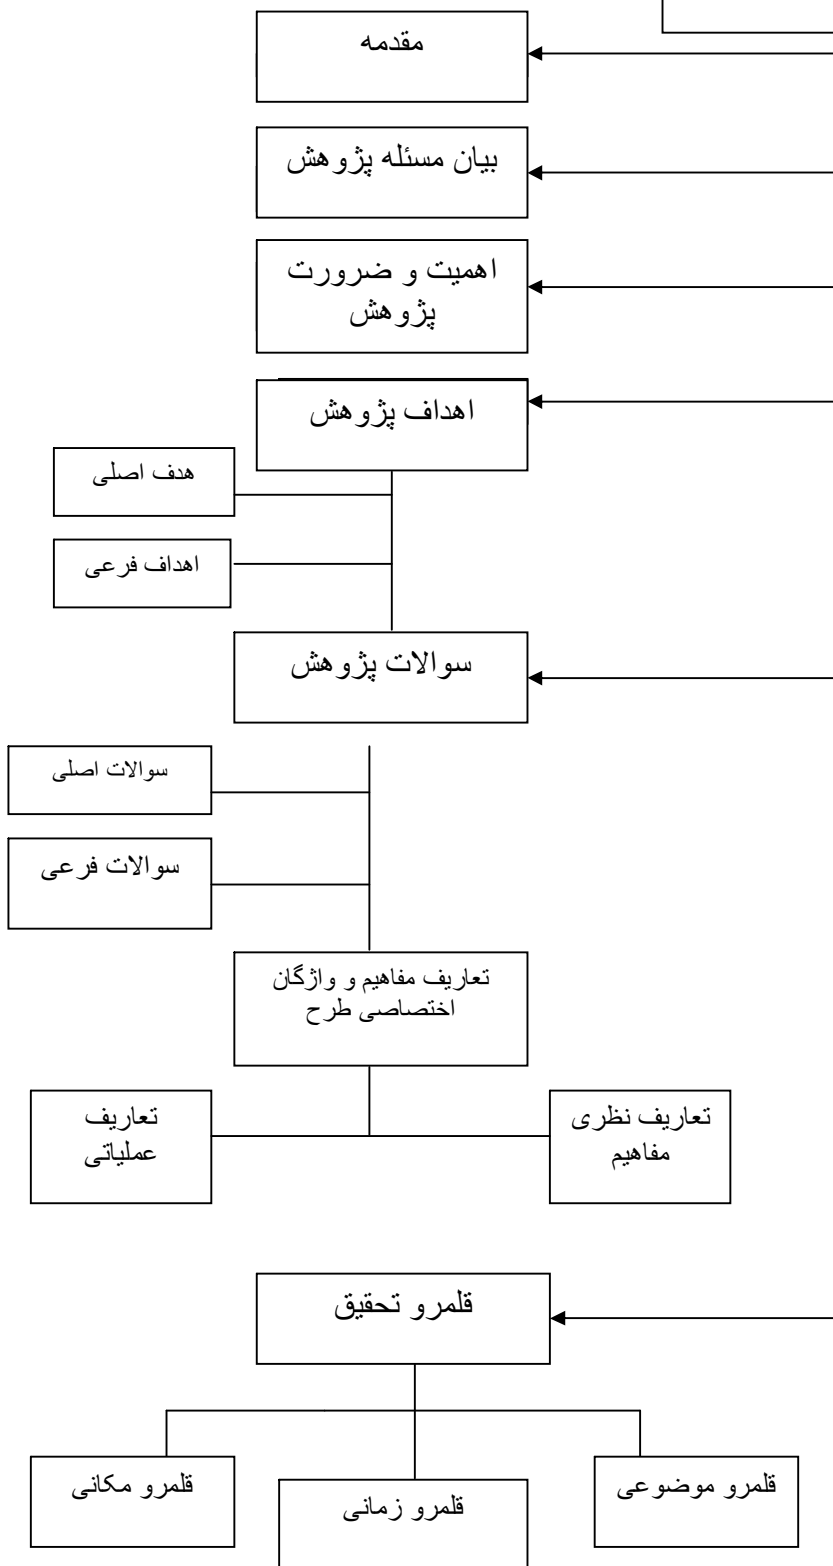 مقدمه
بیان مسئله پژوهش
اهمیت و ضرورت
پژوهش
اهداف پژوهش
هدف اصلی
اهداف فرعی
سوالات پژوهش
سوالات اصلی
سوالات فرعی
تعاریف مفاهیم و واژگان
اختصاصی طرح
تعاریف نظری
مفاهیم
تعاریف
عملیاتی
قلمرو تحقیق
قلمرو موضوعی
قلمرو زمانی
قلمرو مکانی